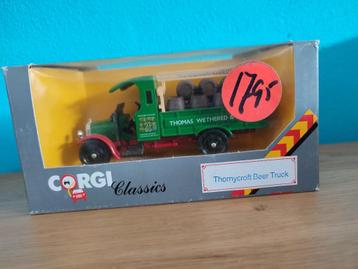 1795
THOMAS WETHERED &
CORGI
Classics
Thornycroft Beer Truck